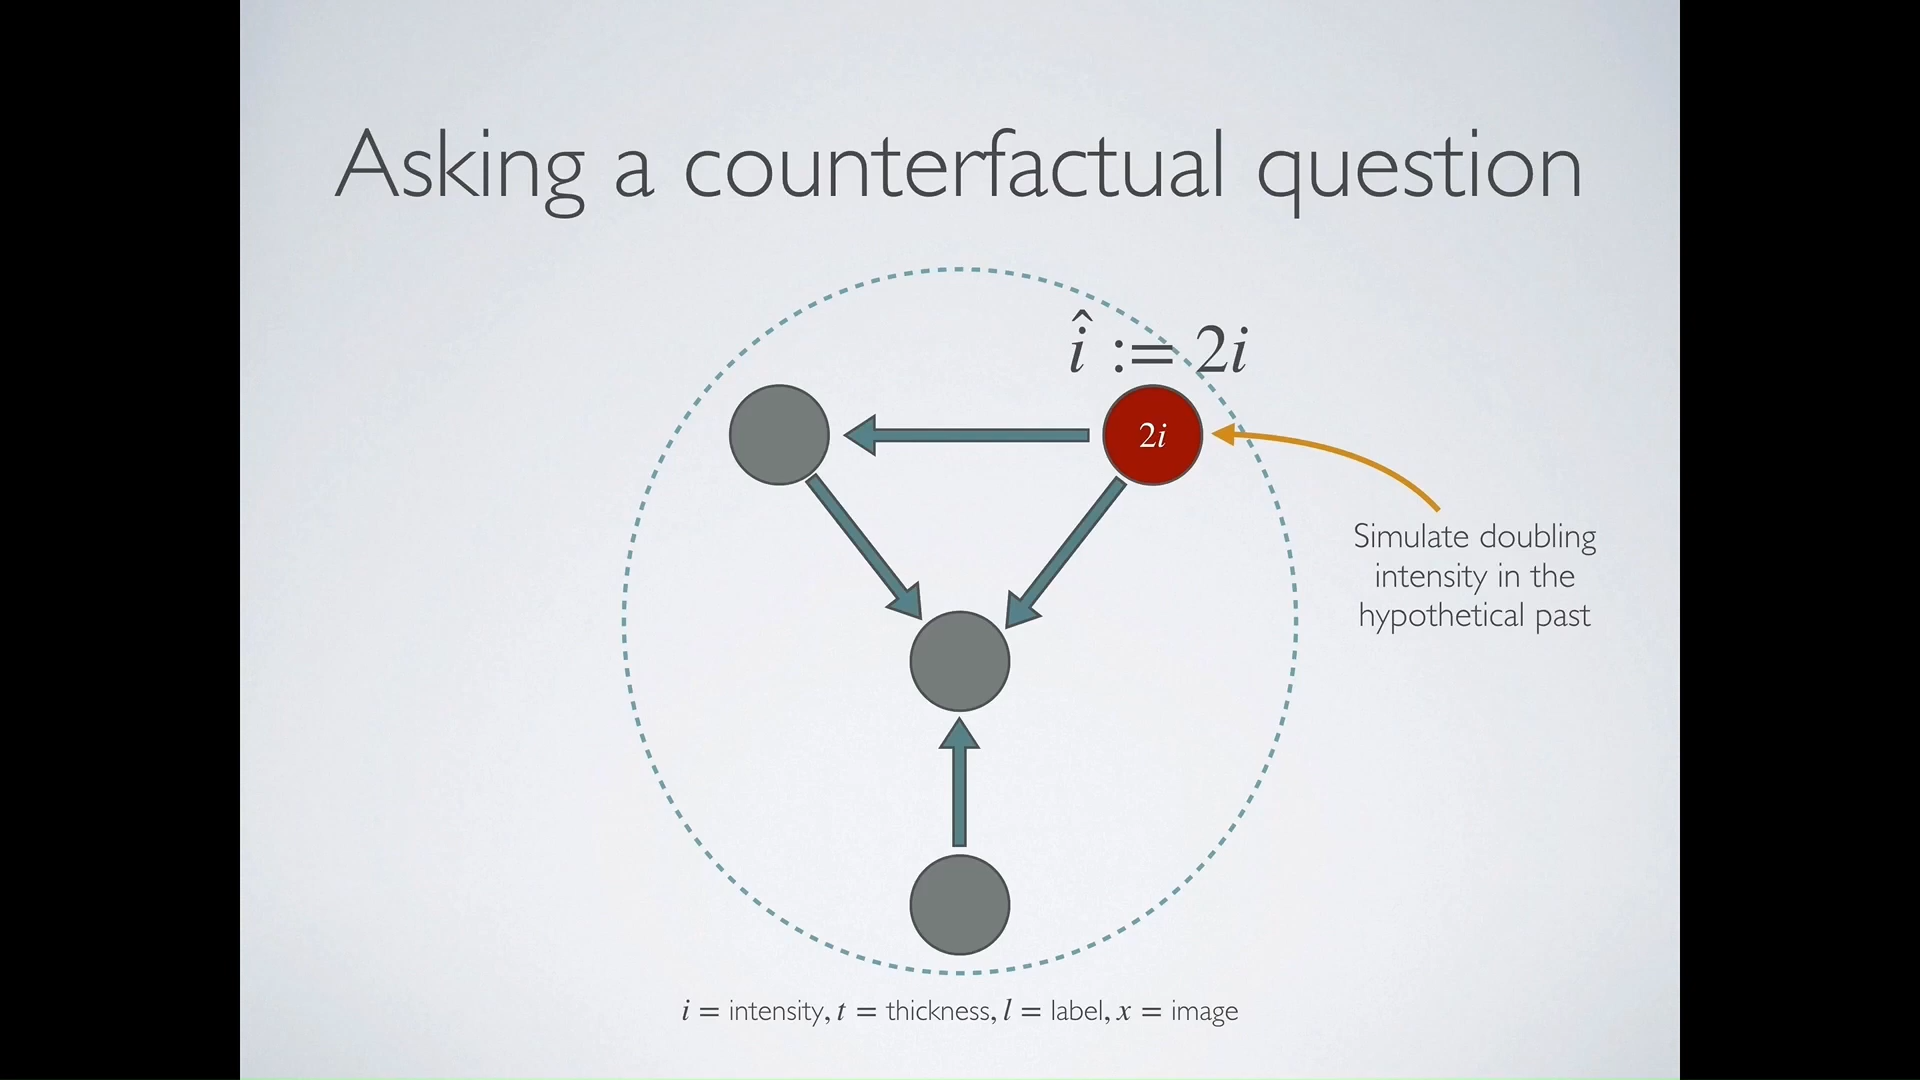 Asking a counterfactual question
î := 2i
2i
Simulate doubling
intensity in the
hypothetical past
i = intensity, t = thickness, l = label, x = image